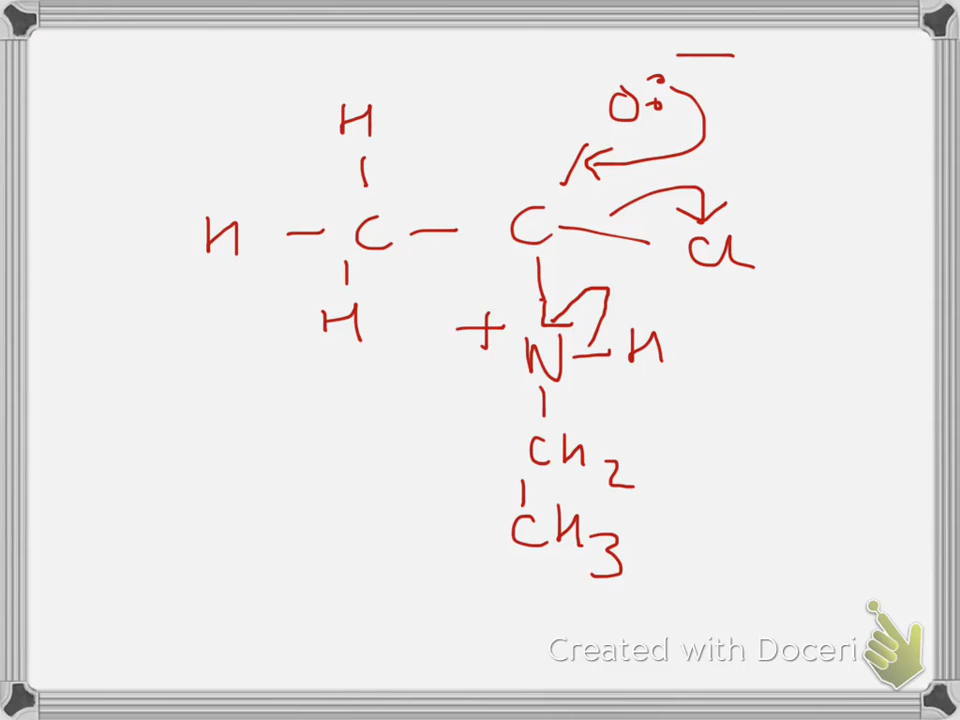 H
O
H - C - C - Cl
H
+ N - H
CH2
CH3
Created with Doceri